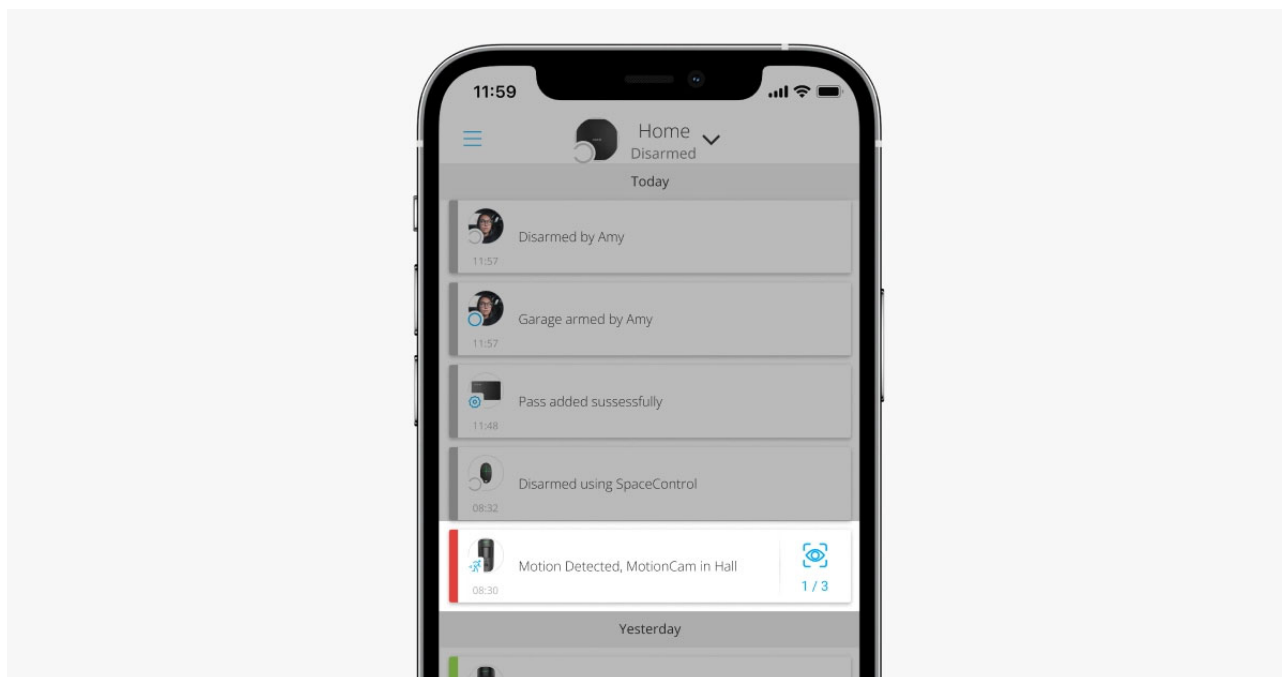 11:59
Home
Disarmed
Today
Disarmed by Amy
11:57
Garage armed by Amy
11:57
Pass added sussessfully
11:48
Disarmed using SpaceControl
08:32
Motion Detected, MotionCam in Hall
08:30
1 / 3
Yesterday